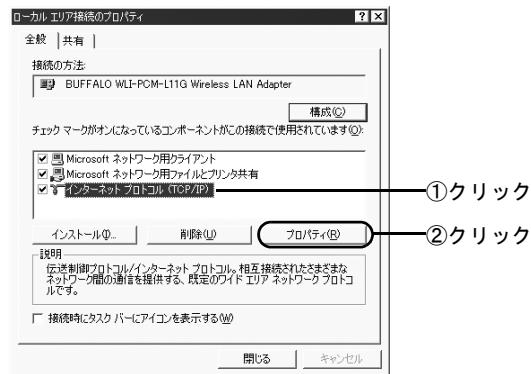 ローカル エリア接続のプロパティ
全般 共有
接続の方法:
BUFFALO WLI-PCM-L11G Wireless LAN Adapter
構成(C)
チェック マークがオンになっているコンポーネントがこの接続で使用されています(O):
Microsoft ネットワーク用クライアント
Microsoft ネットワーク用ファイルとプリンタ共有
インターネット プロトコル (TCP/IP)
①クリック
インストール(I)... 削除(U) プロパティ(R)
②クリック
説明
伝送制御プロトコル/インターネット プロトコル。相互接続されたさまざまな
ネットワーク間の通信を提供する、既定のワイド エリア ネットワーク プロトコ
ルです。
接続時にタスク バーにアイコンを表示する(W)
閉じる キャンセル